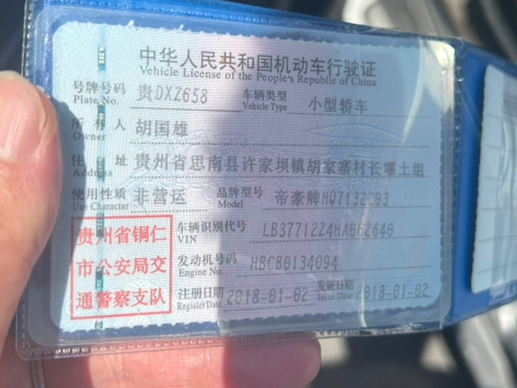 中华人民共和国机动车行驶证
Vehicle License of the People's Republic of China
号牌号码 贵DXZ658 车辆类型 小型轿车
Plate No. Vehicle Type
所有人 胡国雄
Owner
住址 贵州省思南县许家坝镇胡家寨村长堰土组
Address
使用性质 非营运 品牌型号 帝豪牌HQ7132C03
Use Character Model
贵州省铜仁
市公安局交
通警察支队
车辆识别代号 LB37712Z4HA062648
VIN
发动机号码 HBCB0134094
Engine No.
注册日期 2018-01-02 发证日期 2018-01-02
Register Date Issue Date